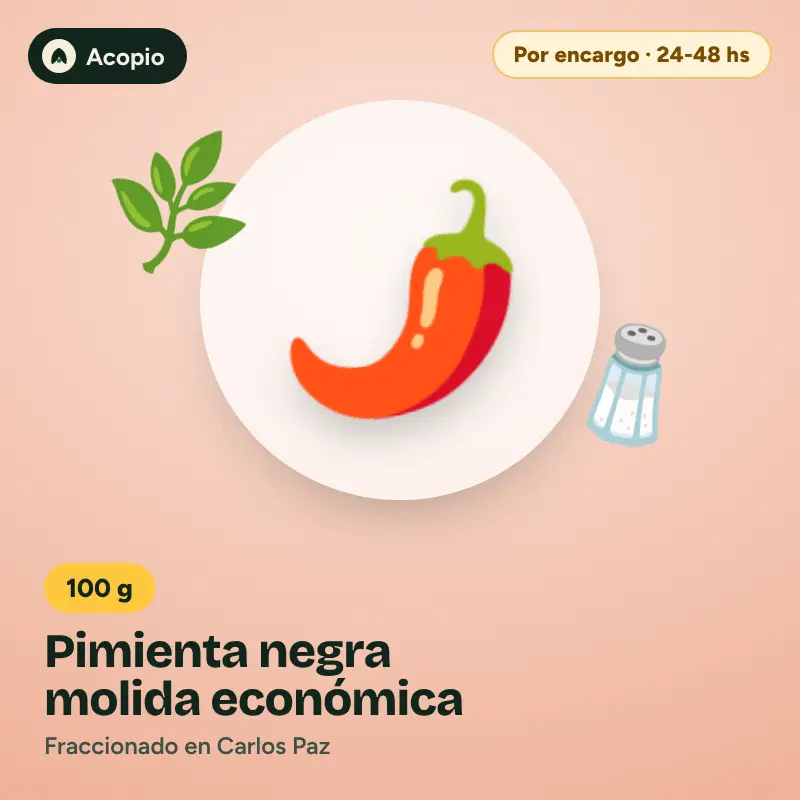 Acopio
Por encargo · 24-48 hs
100 g
Pimienta negra
molida económica
Fraccionado en Carlos Paz